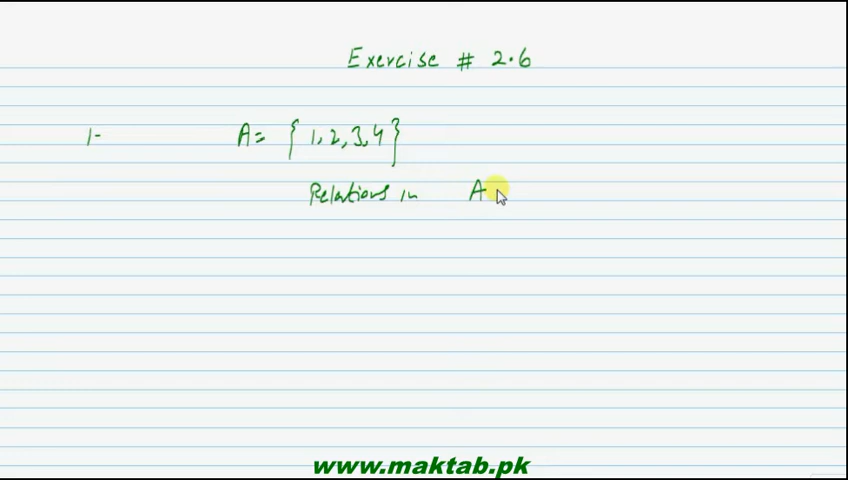 Exercise # 2.6
1- A= {1,2,3,4}
Relations in A
www.maktab.pk